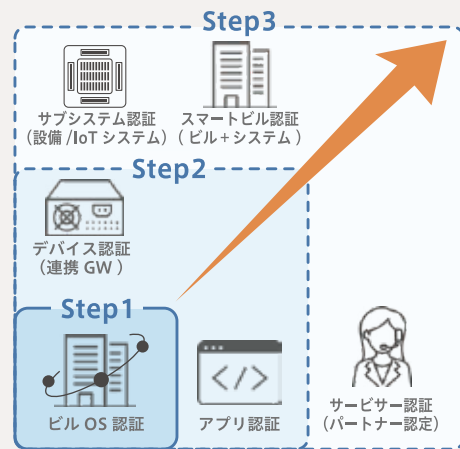 Step3
サブシステム認証
（設備 /IoT システム）
スマートビル認証
（ ビル + システム ）
Step2
デバイス認証
（連携 GW ）
Step1
ビル OS 認証
</>
アプリ認証
サービサー認証
（パートナー認定）